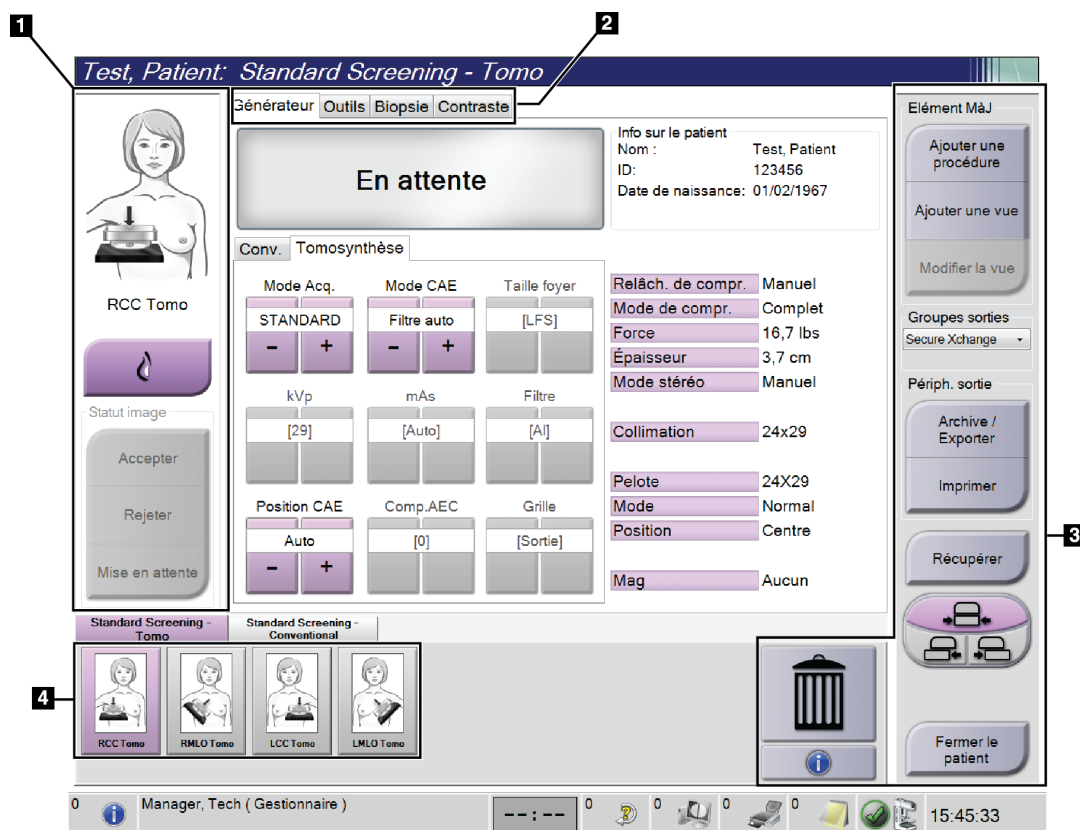 1
2
Test, Patient: Standard Screening - Tomo
Générateur Outils Biopsie Contraste
RCC Tomo
Statut image
Accepter
Rejeter
Mise en attente
En attente
Info sur le patient
Nom : Test, Patient
ID: 123456
Date de naissance: 01/02/1967
Conv. Tomosynthèse
Mode Acq. Mode CAE Taille foyer
STANDARD Filtre auto [LFS]
- + - +
kVp mAs Filtre
[29] [Auto] [Al]
Position CAE Comp.AEC Grille
Auto [0] [Sortie]
- +
Relâch. de compr. Manuel
Mode de compr. Complet
Force 16,7 lbs
Épaisseur 3,7 cm
Mode stéréo Manuel
Collimation 24x29
Pelote 24X29
Mode Normal
Position Centre
Mag Aucun
Elément MàJ
Ajouter une
procédure
Ajouter une vue
Modifier la vue
Groupes sorties
Secure Xchange
Périph. sortie
Archive /
Exporter
Imprimer
3
Récupérer
Fermer le
patient
Standard Screening -
Tomo
Standard Screening -
Conventional
4
RCC Tomo RMLO Tomo LCC Tomo LMLO Tomo
0 Manager, Tech ( Gestionnaire ) --:-- 0 0 0 0 15:45:33